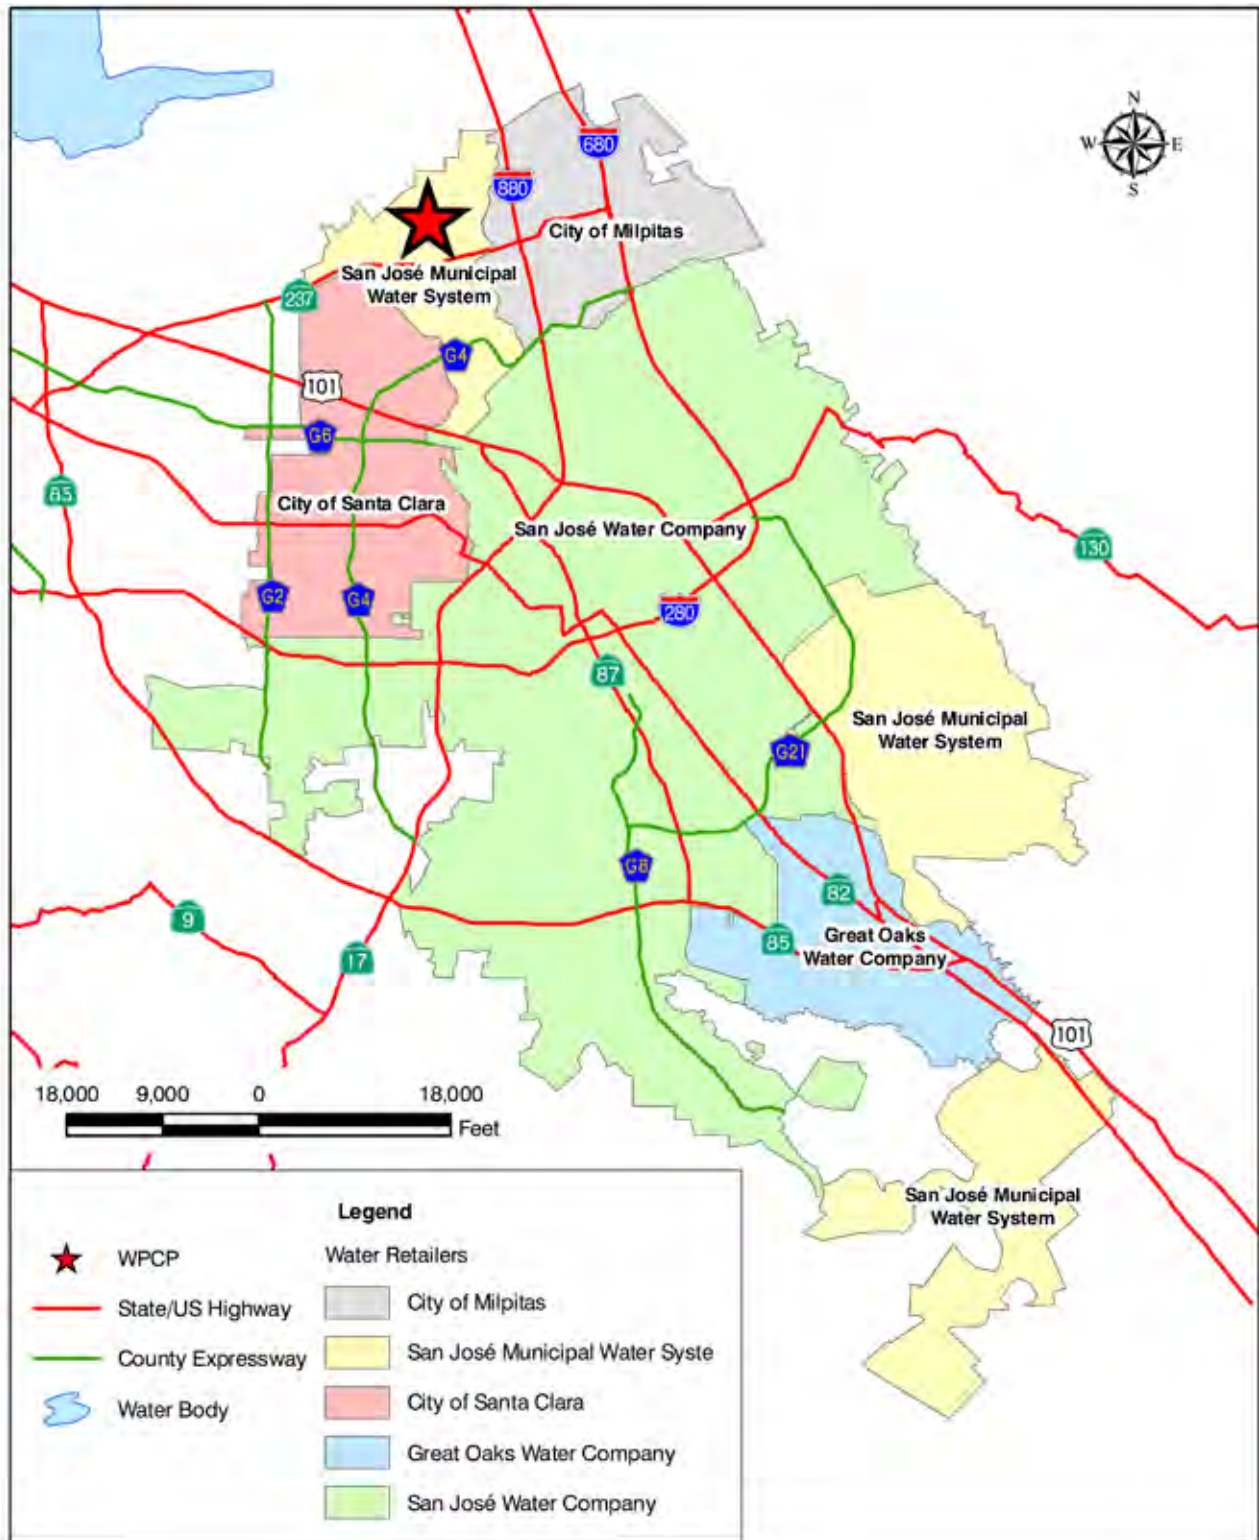 N
W E
S
680
880
City of Milpitas
San José Municipal
Water System
237
G4
101
G6
85
City of Santa Clara
San José Water Company
130
G2
G4
280
87
San José Municipal
Water System
G21
G8
82
9
85
Great Oaks
Water Company
17
101
18,000 9,000 0 18,000
Feet
San José Municipal
Water System
Legend
WPCP
Water Retailers
State/US Highway
City of Milpitas
County Expressway
San José Municipal Water Syste
Water Body
City of Santa Clara
Great Oaks Water Company
San José Water Company